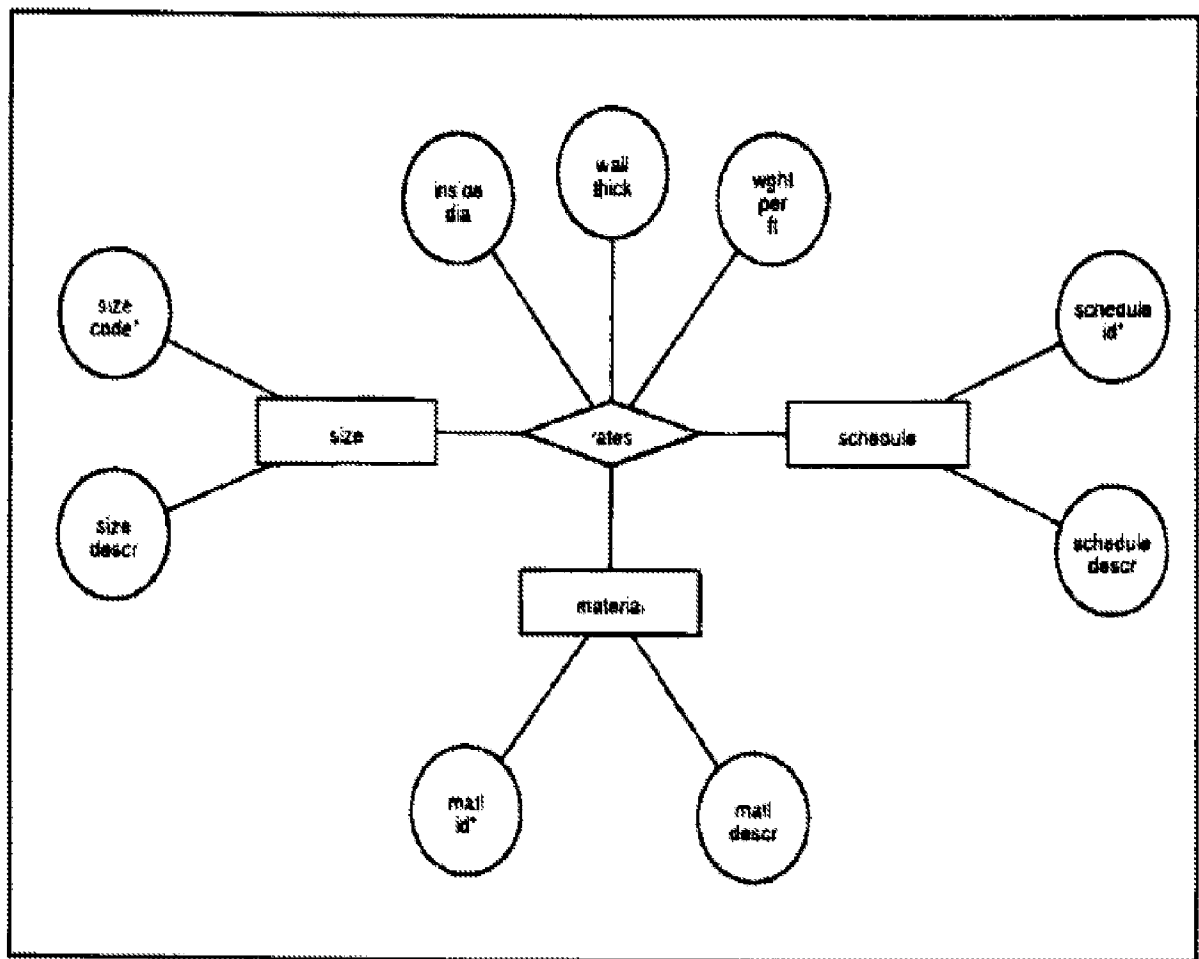 wall
thick
inside
dia
wght
per
ft
size
code*
schedule
id*
size
rates
schedule
size
descr
schedule
descr
material
matl
id*
matl
descr